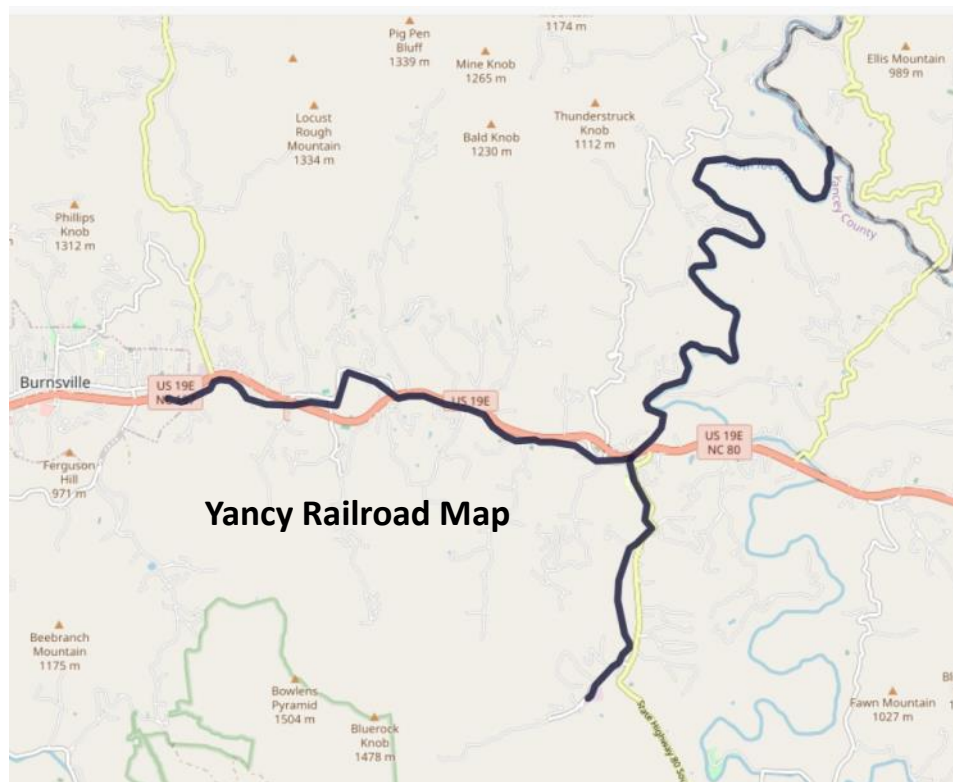 1174 m
Pig Pen
Bluff
1339 m
Mine Knob
1265 m
Ellis Mountain
989 m
Locust
Rough
Mountain
1334 m
Bald Knob
1230 m
Thunderstruck
Knob
1112 m
Yancey County
Phillips
Knob
1312 m
Burnsville
US 19E
US 19E
US 19E
NC 80
Ferguson
Hill
971 m
Yancy Railroad Map
Beebranch
Mountain
1175 m
Bowlens
Pyramid
1504 m
Bluerock
Knob
1478 m
State Highway 80 Sou
Fawn Mountain
1027 m